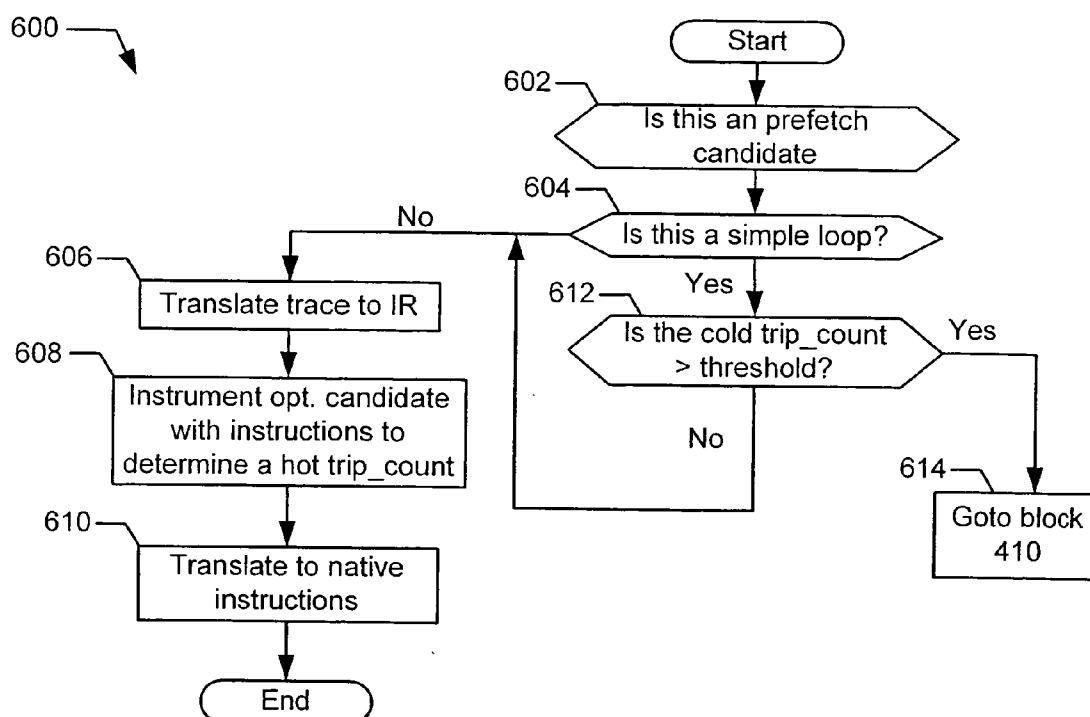 600
Start
602
Is this an prefetch
candidate
604
No
Is this a simple loop?
606
Yes
612
Translate trace to IR
Is the cold trip_count
> threshold?
Yes
608
Instrument opt. candidate
with instructions to
determine a hot trip_count
No
614
Goto block
410
610
Translate to native
instructions
End